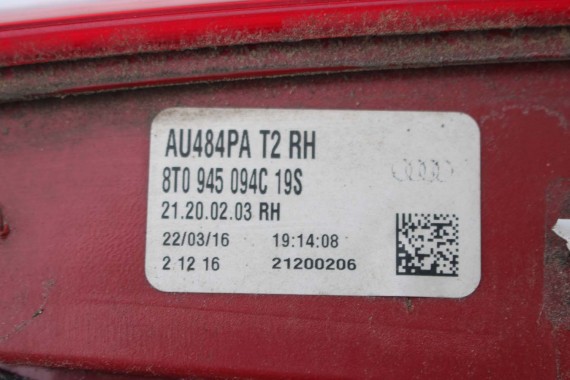 AU484PA T2 RH
8T0 945 094C 19S
21.20.02.03 RH
22/03/16 19:14:08
2 12 16 21200206